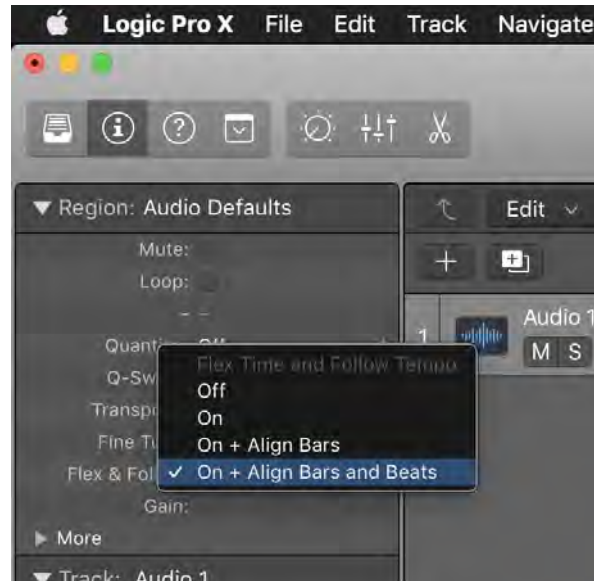 Logic Pro X File Edit Track Navigate
Region: Audio Defaults
Edit
Mute:
Loop:
Audio 1
1
M S
Flex Time and Follow Tempo
Off
On
On + Align Bars
✓ On + Align Bars and Beats
Gain:
More
Track: Audio 1